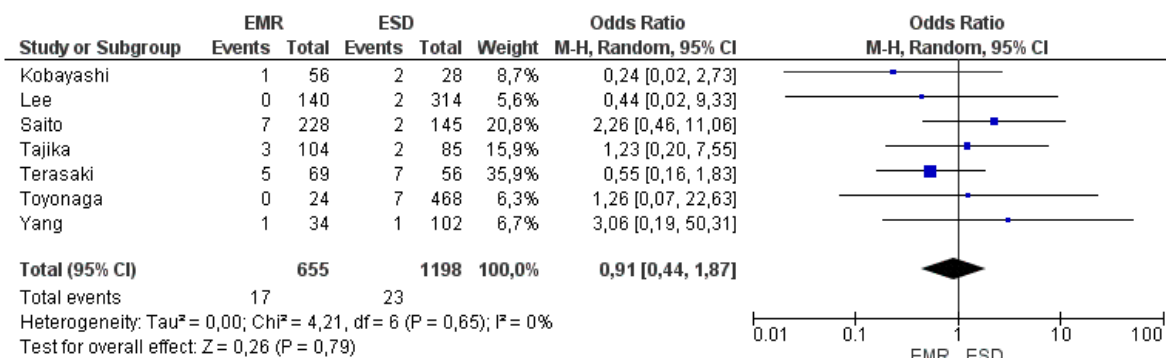 EMR ESD Odds Ratio Odds Ratio
Study or Subgroup Events Total Events Total Weight M-H, Random, 95% CI M-H, Random, 95% CI
Kobayashi 1 56 2 28 8,7% 0,24 [0,02, 2,73]
Lee 0 140 2 314 5,6% 0,44 [0,02, 9,33]
Saito 7 228 2 145 20,8% 2,26 [0,46, 11,06]
Tajika 3 104 2 85 15,9% 1,23 [0,20, 7,55]
Terasaki 5 69 7 56 35,9% 0,55 [0,16, 1,83]
Toyonaga 0 24 7 468 6,3% 1,26 [0,07, 22,63]
Yang 1 34 1 102 6,7% 3,06 [0,19, 50,31]
Total (95% CI) 655 1198 100,0% 0,91 [0,44, 1,87]
Total events 17 23
Heterogeneity: Tau² = 0,00; Chi² = 4,21, df = 6 (P = 0,65); I² = 0%
Test for overall effect: Z = 0,26 (P = 0,79)
0.01 0.1 1 10 100
EMR ESD